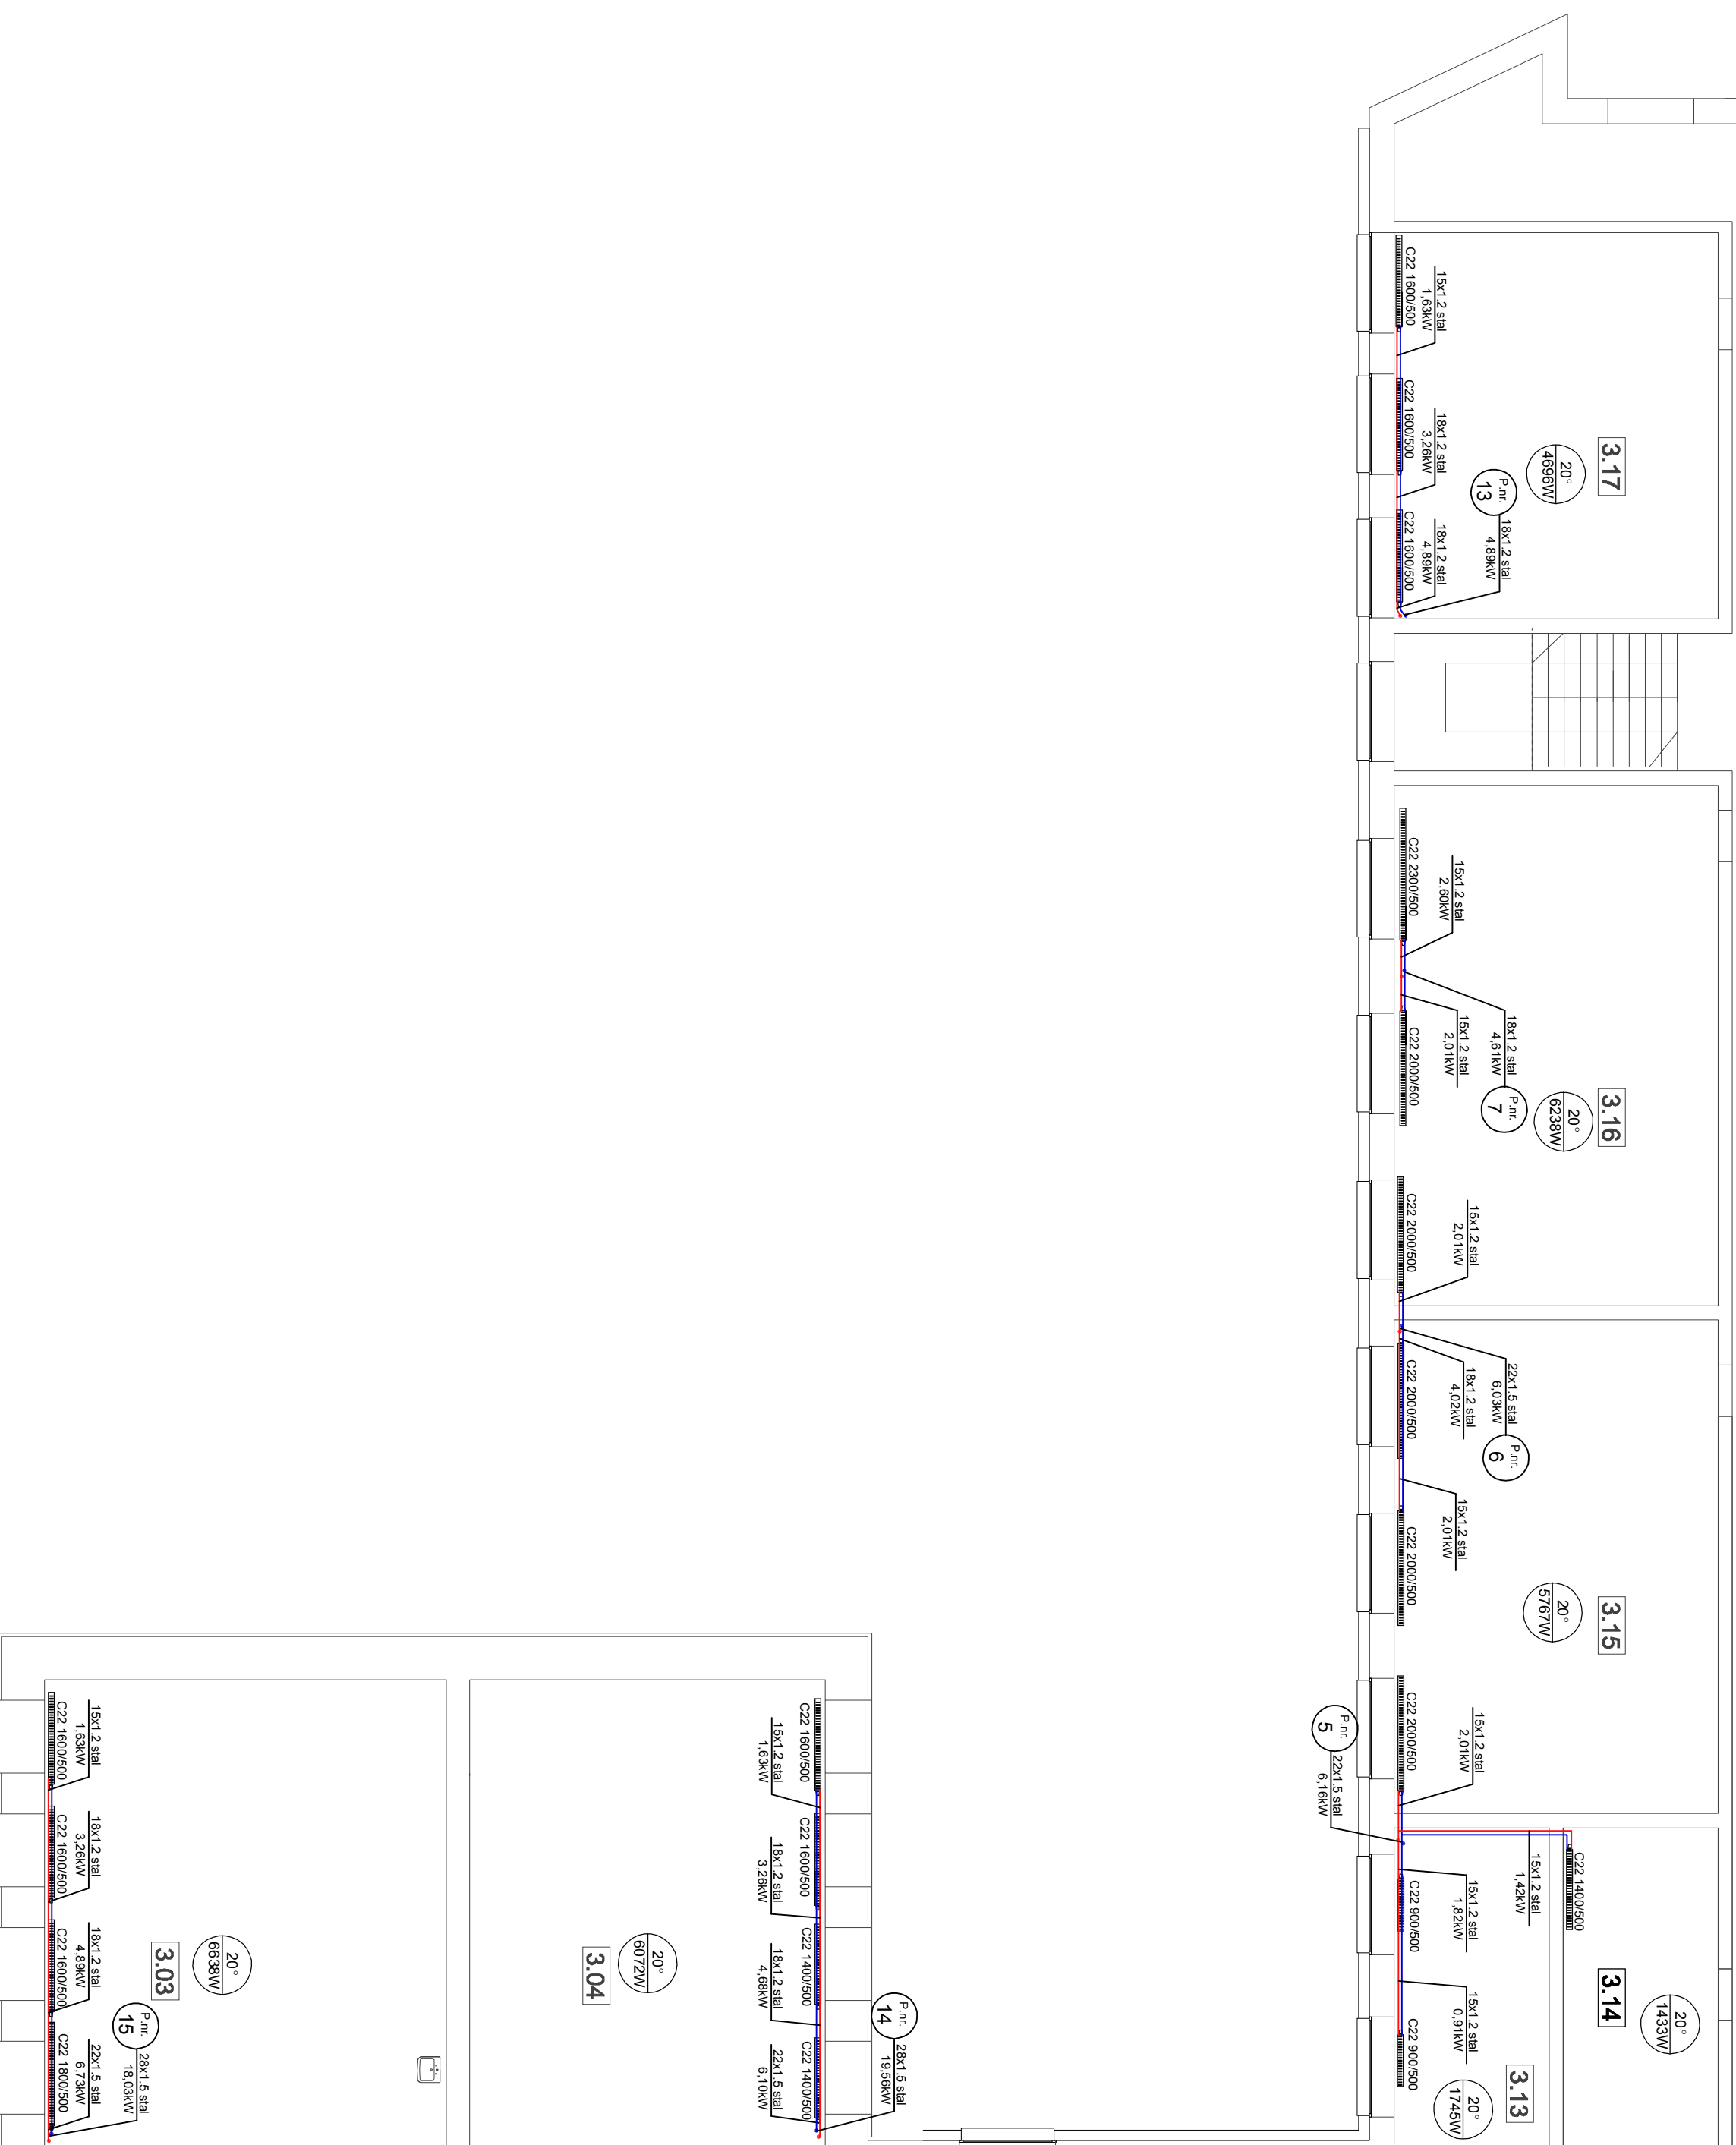 3.17
20°
4696W
P.nr.
13
18x1.2 stal
4,89kW
15x1.2 stal
1,63kW
C22 1600/500
18x1.2 stal
3,26kW
C22 1600/500
18x1.2 stal
4,89kW
C22 1600/500
3.16
20°
6238W
15x1.2 stal
2,60kW
C22 2300/500
18x1.2 stal
4,61kW
P.nr.
7
15x1.2 stal
2,01kW
C22 2000/500
15x1.2 stal
2,01kW
C22 2000/500
3.15
20°
5767W
22x1.5 stal
6,03kW
P.nr.
6
18x1.2 stal
4,02kW
C22 2000/500
15x1.2 stal
2,01kW
C22 2000/500
15x1.2 stal
2,01kW
C22 2000/500
P.nr.
5
22x1.5 stal
6,16kW
3.14
20°
1433W
C22 1400/500
15x1.2 stal
1,42kW
15x1.2 stal
1,82kW
C22 900/500
15x1.2 stal
0,91kW
C22 900/500
3.13
20°
1745W
P.nr.
14
28x1.5 stal
19,56kW
C22 1600/500
15x1.2 stal
1,63kW
C22 1600/500
18x1.2 stal
3,26kW
C22 1400/500
18x1.2 stal
4,68kW
C22 1400/500
22x1.5 stal
6,10kW
20°
6072W
3.04
20°
6638W
3.03
P.nr.
15
28x1.5 stal
18,03kW
15x1.2 stal
1,63kW
C22 1600/500
18x1.2 stal
3,26kW
C22 1600/500
18x1.2 stal
4,89kW
C22 1600/500
22x1.5 stal
6,73kW
C22 1800/500